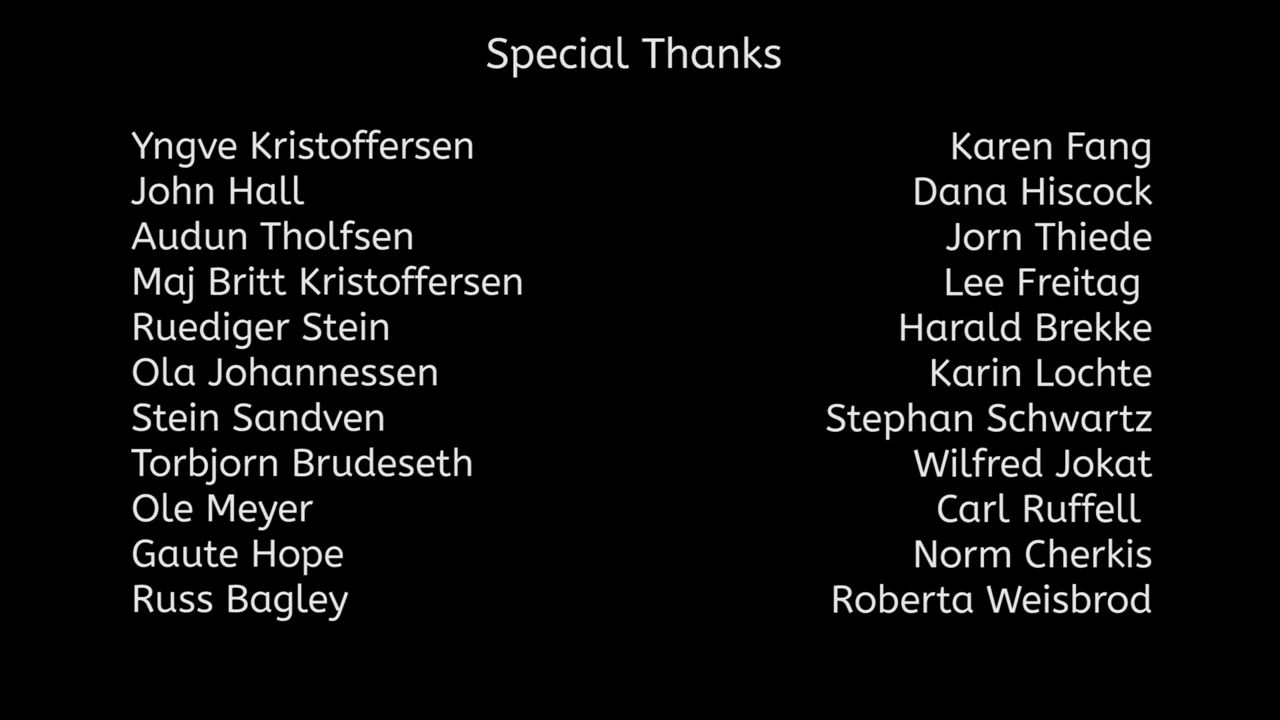 Special Thanks
Yngve Kristoffersen
John Hall
Audun Tholfsen
Maj Britt Kristoffersen
Ruediger Stein
Ola Johannessen
Stein Sandven
Torbjorn Brudeseth
Ole Meyer
Gaute Hope
Russ Bagley
Karen Fang
Dana Hiscock
Jorn Thiede
Lee Freitag
Harald Brekke
Karin Lochte
Stephan Schwartz
Wilfred Jokat
Carl Ruffell
Norm Cherkis
Roberta Weisbrod